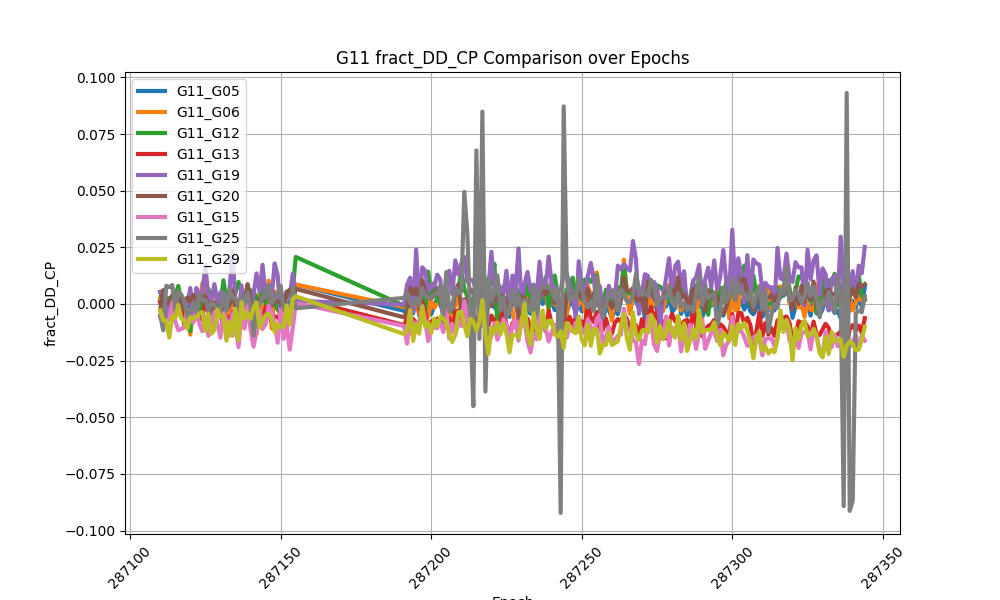 G11 fract_DD_CP Comparison over Epochs
fract_DD_CP
0.100
0.075
0.050
0.025
0.000
−0.025
−0.050
−0.075
−0.100
G11_G05
G11_G06
G11_G12
G11_G13
G11_G19
G11_G20
G11_G15
G11_G25
G11_G29
287100
287150
287200
287250
287300
287350
Epoch